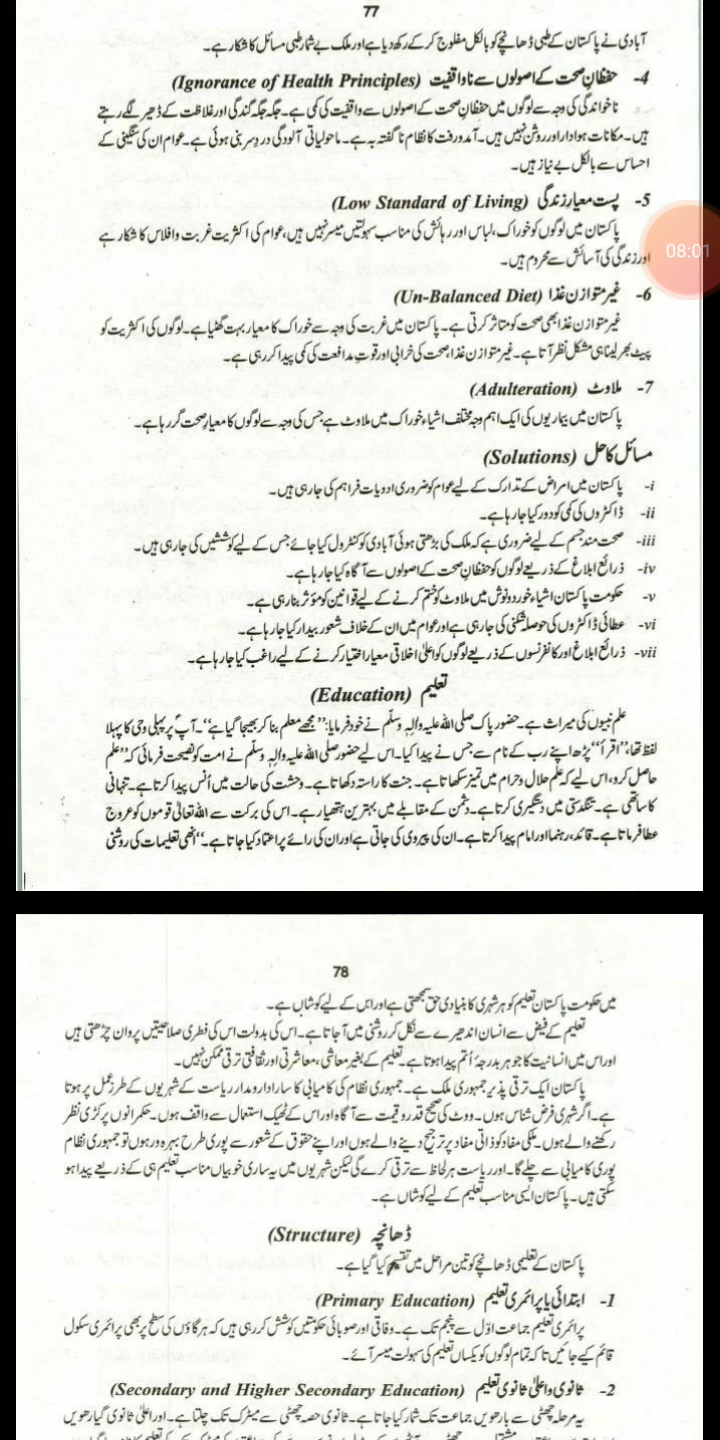 77
آبادی نے پاکستان کے طبی ڈھانچے کو بالکل مفلوج کر کے رکھ دیا ہے اور ملک بے شمار طبی مسائل کا شکار ہے۔
4- حفظانِ صحت کے اصولوں سے ناواقفیت (Ignorance of Health Principles)
ناخواندگی کی وجہ سے لوگوں میں حفظانِ صحت کے اصولوں سے واقفیت کی کمی ہے۔ جگہ جگہ گندگی اور غلاظت کے ڈھیر لگے رہتے
ہیں۔ مکانات ہوادار اور روشن نہیں ہیں۔ آمدورفت کا نظام ناگفتہ بہ ہے۔ ماحولیاتی آلودگی دردِ سر بنی ہوئی ہے۔ عوام ان کی سنگینی کے
احساس سے بالکل بے نیاز ہیں۔
5- پست معیارِ زندگی (Low Standard of Living)
پاکستان میں لوگوں کو خوراک، لباس اور رہائش کی مناسب سہولتیں میسر نہیں ہیں، عوام کی اکثریت غربت و افلاس کا شکار ہے
اور زندگی کی آسائش سے محروم ہیں۔
08:01
6- غیر متوازن غذا (Un-Balanced Diet)
غیر متوازن غذا بھی صحت کو متاثر کرتی ہے۔ پاکستان میں غربت کی وجہ سے خوراک کا معیار بہت گھٹیا ہے۔ لوگوں کی اکثریت کو
پیٹ بھر لینا ہی مشکل نظر آتا ہے۔ غیر متوازن غذا، صحت کی خرابی اور قوتِ مدافعت کی کمی پیدا کر رہی ہے۔
7- ملاوٹ (Adulteration)
پاکستان میں بیماریوں کی ایک اہم وجہ مختلف اشیاء خوراک میں ملاوٹ ہے جس کی وجہ سے لوگوں کا معیارِ صحت گر رہا ہے۔
مسائل کا حل (Solutions)
i- پاکستان میں امراض کے تدارک کے لیے عوام کو ضروری ادویات فراہم کی جا رہی ہیں۔
ii- ڈاکٹروں کی کمی کو دور کیا جا رہا ہے۔
iii- صحت مند جسم کے لیے ضروری ہے کہ ملک کی بڑھتی ہوئی آبادی کو کنٹرول کیا جائے جس کے لیے کوششیں کی جا رہی ہیں۔
iv- ذرائع ابلاغ کے ذریعے لوگوں کو حفظانِ صحت کے اصولوں سے آگاہ کیا جا رہا ہے۔
v- حکومتِ پاکستان اشیاء خوردونوش میں ملاوٹ کو ختم کرنے کے لیے قوانین کو مؤثر بنا رہی ہے۔
vi- عطائی ڈاکٹروں کی حوصلہ شکنی کی جا رہی ہے اور عوام میں ان کے خلاف شعور بیدار کیا جا رہا ہے۔
vii- ذرائع ابلاغ اور کانفرنسوں کے ذریعے لوگوں کو اعلیٰ اخلاقی معیار اختیار کرنے کے لیے راغب کیا جا رہا ہے۔
تعلیم (Education)
علم نبیوں کی میراث ہے۔ حضور پاک صلی اللہ علیہ والہٖ وسلم نے خود فرمایا: ’’مجھے معلم بنا کر بھیجا گیا ہے‘‘۔ آپؐ پر پہلی وحی کا پہلا
لفظ تھا، ’’اقرأ‘‘ پڑھ اپنے رب کے نام سے جس نے پیدا کیا۔ اس لیے حضور صلی اللہ علیہ والہٖ وسلم نے امت کو نصیحت فرمائی کہ ’’علم
حاصل کرو، اس لیے کہ علم حلال و حرام میں تمیز سکھاتا ہے۔ جنت کا راستہ دکھاتا ہے۔ وحشت کی حالت میں اُنس پیدا کرتا ہے۔ تنہائی
کا ساتھی ہے۔ تنگدستی میں دستگیری کرتا ہے۔ دشمن کے مقابلے میں بہترین ہتھیار ہے۔ اس کی برکت سے اللہ تعالیٰ قوموں کو عروج
عطا فرماتا ہے۔ قائد، رہنما اور امام پیدا کرتا ہے۔ ان کی پیروی کی جاتی ہے اور ان کی رائے پر اعتماد کیا جاتا ہے۔‘‘ انھی تعلیمات کی روشنی
78
میں حکومتِ پاکستان تعلیم کو ہر شہری کا بنیادی حق سمجھتی ہے اور اس کے لیے کوشاں ہے۔
تعلیم کے فیض سے انسان اندھیرے سے نکل کر روشنی میں آ جاتا ہے۔ اس کی بدولت اس کی فطری صلاحیتیں پروان چڑھتی ہیں
اور اس میں انسانیت کا جوہر بدرجۂ اُتم پیدا ہوتا ہے۔ تعلیم کے بغیر معاشی، معاشرتی اور ثقافتی ترقی ممکن نہیں۔
پاکستان ایک ترقی پذیر جمہوری ملک ہے۔ جمہوری نظام کی کامیابی کا سارا دارومدار ریاست کے شہریوں کے طرزِ عمل پر ہوتا
ہے۔ اگر شہری فرض شناس ہوں۔ ووٹ کی صحیح قدر و قیمت سے آگاہ اور اس کے ٹھیک استعمال سے واقف ہوں۔ حکمرانوں پر کڑی نظر
رکھنے والے ہوں۔ ملکی مفاد کو ذاتی مفاد پر ترجیح دینے والے ہوں اور اپنے حقوق کے شعور سے پوری طرح بہرہ ور ہوں تو جمہوری نظام
پوری کامیابی سے چلے گا۔ اور ریاست ہر لحاظ سے ترقی کرے گی لیکن شہریوں میں یہ ساری خوبیاں مناسب تعلیم ہی کے ذریعے پیدا ہو
سکتی ہیں۔ پاکستان ایسی مناسب تعلیم کے لیے کوشاں ہے۔
ڈھانچہ (Structure)
پاکستان کے تعلیمی ڈھانچے کو تین مراحل میں تقسیم کیا گیا ہے۔
1- ابتدائی یا پرائمری تعلیم (Primary Education)
پرائمری تعلیم جماعت اوّل سے پنجم تک ہے۔ وفاقی اور صوبائی حکومتیں کوشش کر رہی ہیں کہ ہر گاؤں کی سطح پر بھی پرائمری سکول
قائم کیے جائیں تاکہ تمام لوگوں کو یکساں تعلیم کی سہولت میسر آئے۔
2- ثانوی و اعلیٰ ثانوی تعلیم (Secondary and Higher Secondary Education)
یہ مرحلہ چھٹی سے بارھویں جماعت تک شمار کیا جاتا ہے۔ ثانوی حصہ چھٹی سے میٹرک تک چلتا ہے۔ اور اعلیٰ ثانوی گیارھویں